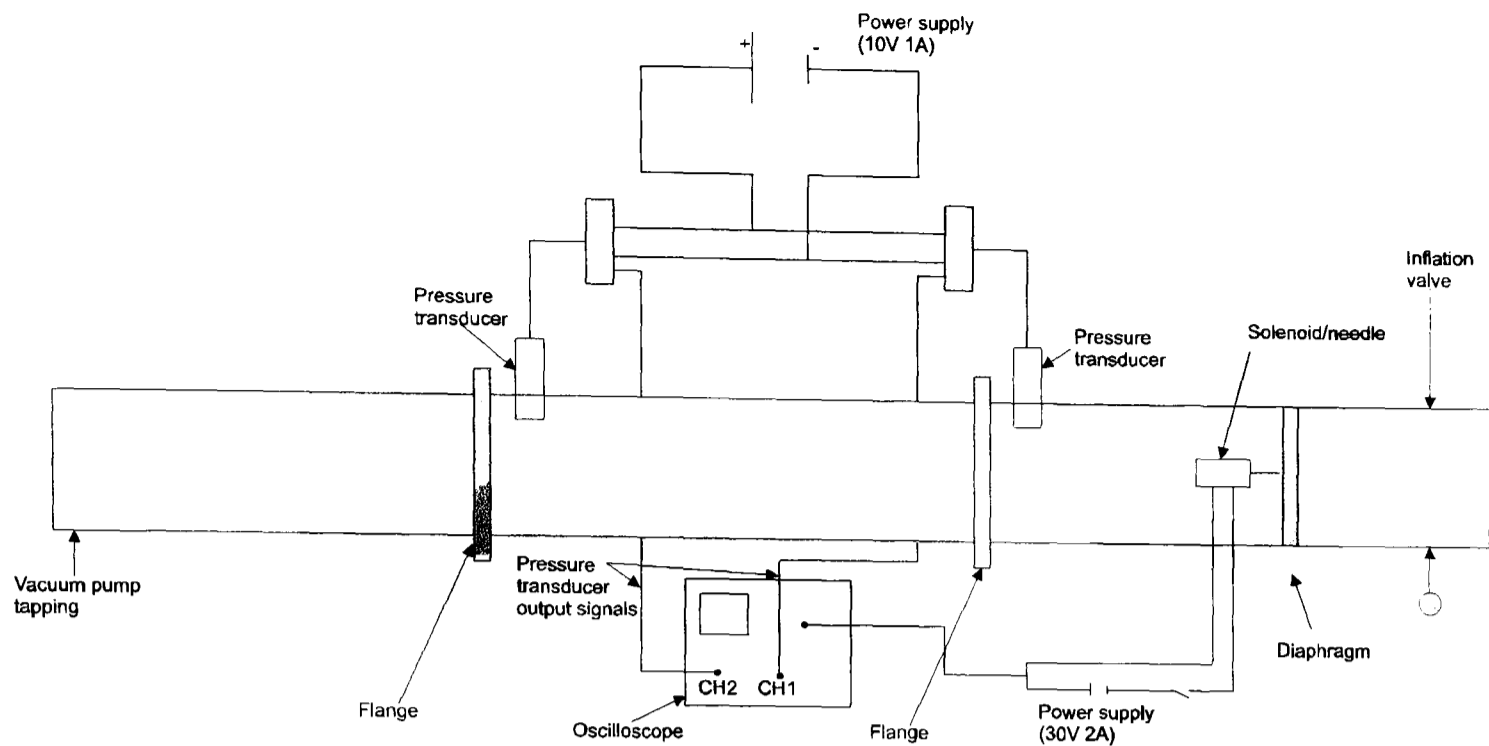 Power supply
(10V 1A)
+
-
Inflation
valve
Pressure
transducer
Solenoid/needle
Pressure
transducer
Vacuum pump
tapping
Pressure
transducer
output signals
CH2
CH1
Diaphragm
Flange
Oscilloscope
Flange
Power supply
(30V 2A)